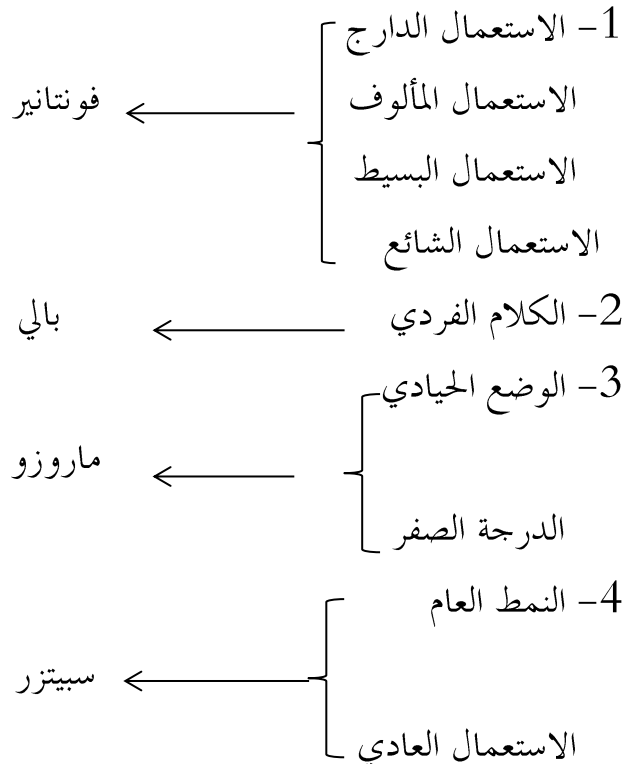 1- الاستعمال الدارج
الاستعمال المألوف
فونتانير
الاستعمال البسيط
الاستعمال الشائع
2- الكلام الفردي
بالي
3- الوضع الحيادي
ماروزو
الدرجة الصفر
4- النمط العام
سبيتزر
الاستعمال العادي